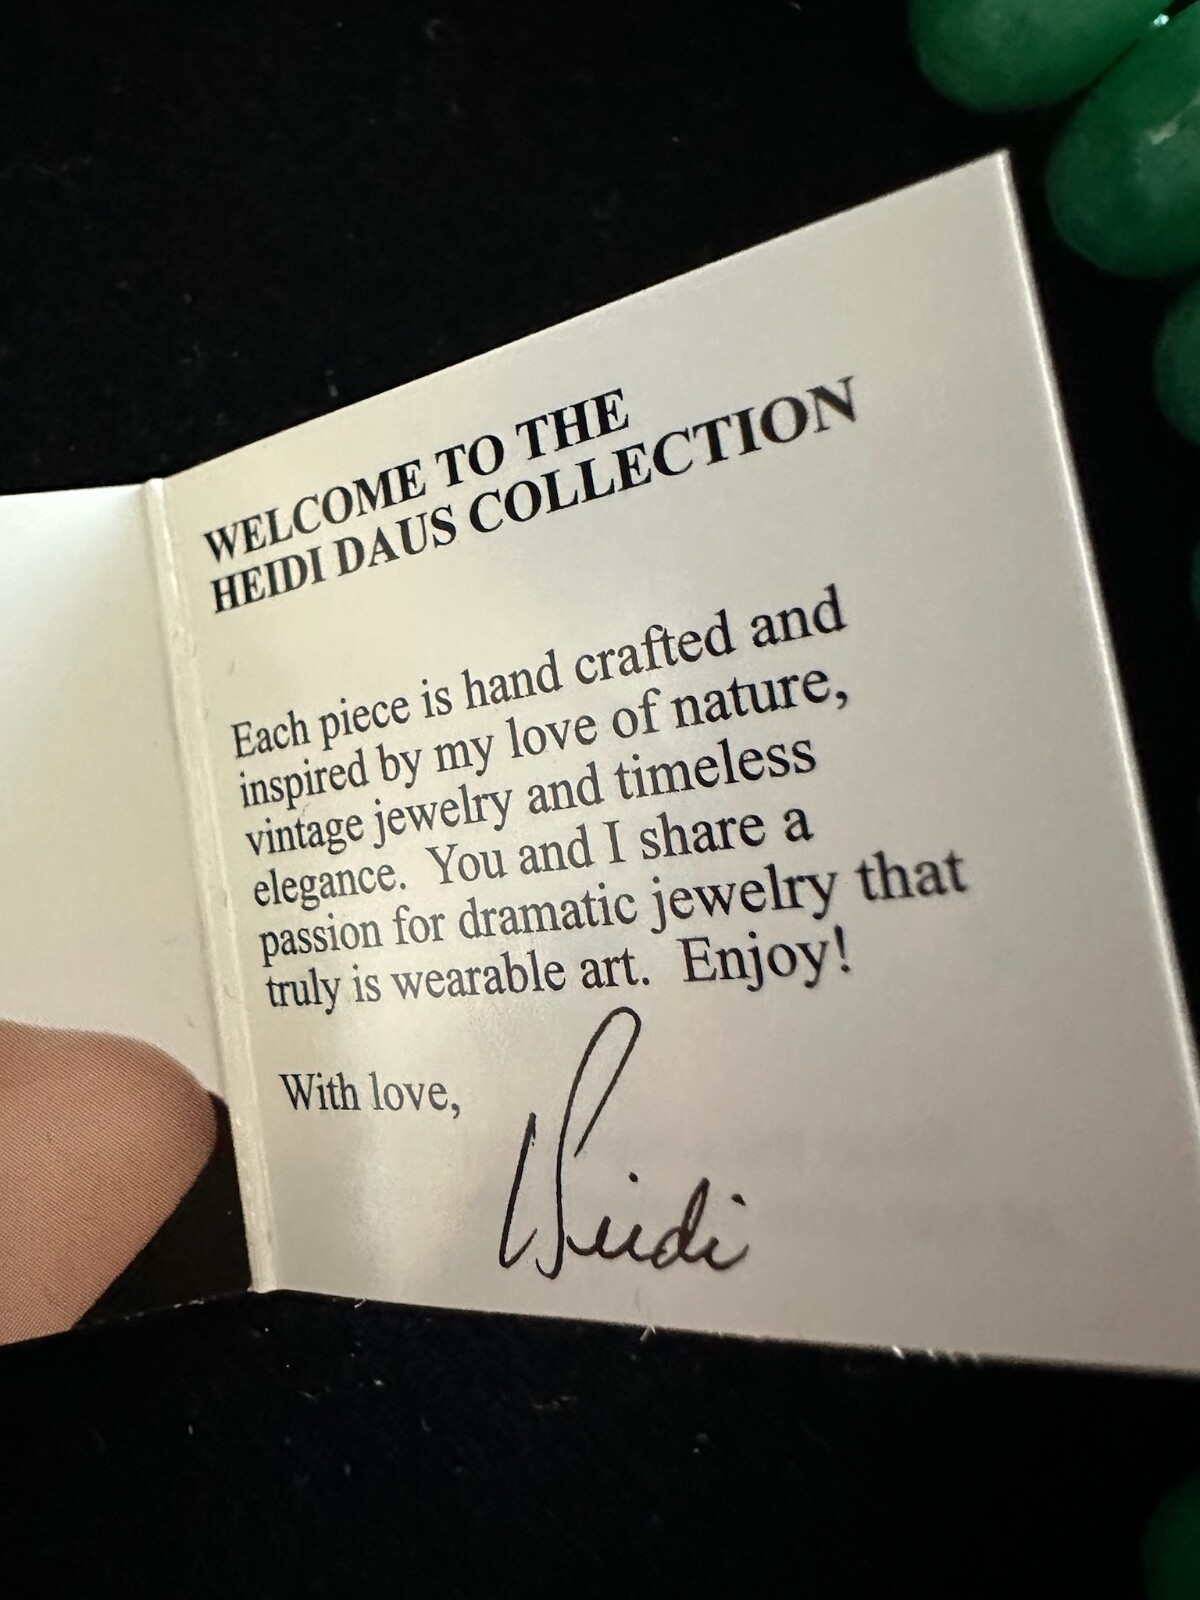 WELCOME TO THE
HEIDI DAUS COLLECTION
Each piece is hand crafted and
inspired by my love of nature,
vintage jewelry and timeless
elegance.  You and I share a
passion for dramatic jewelry that
truly is wearable art.  Enjoy!
With love,
Heidi